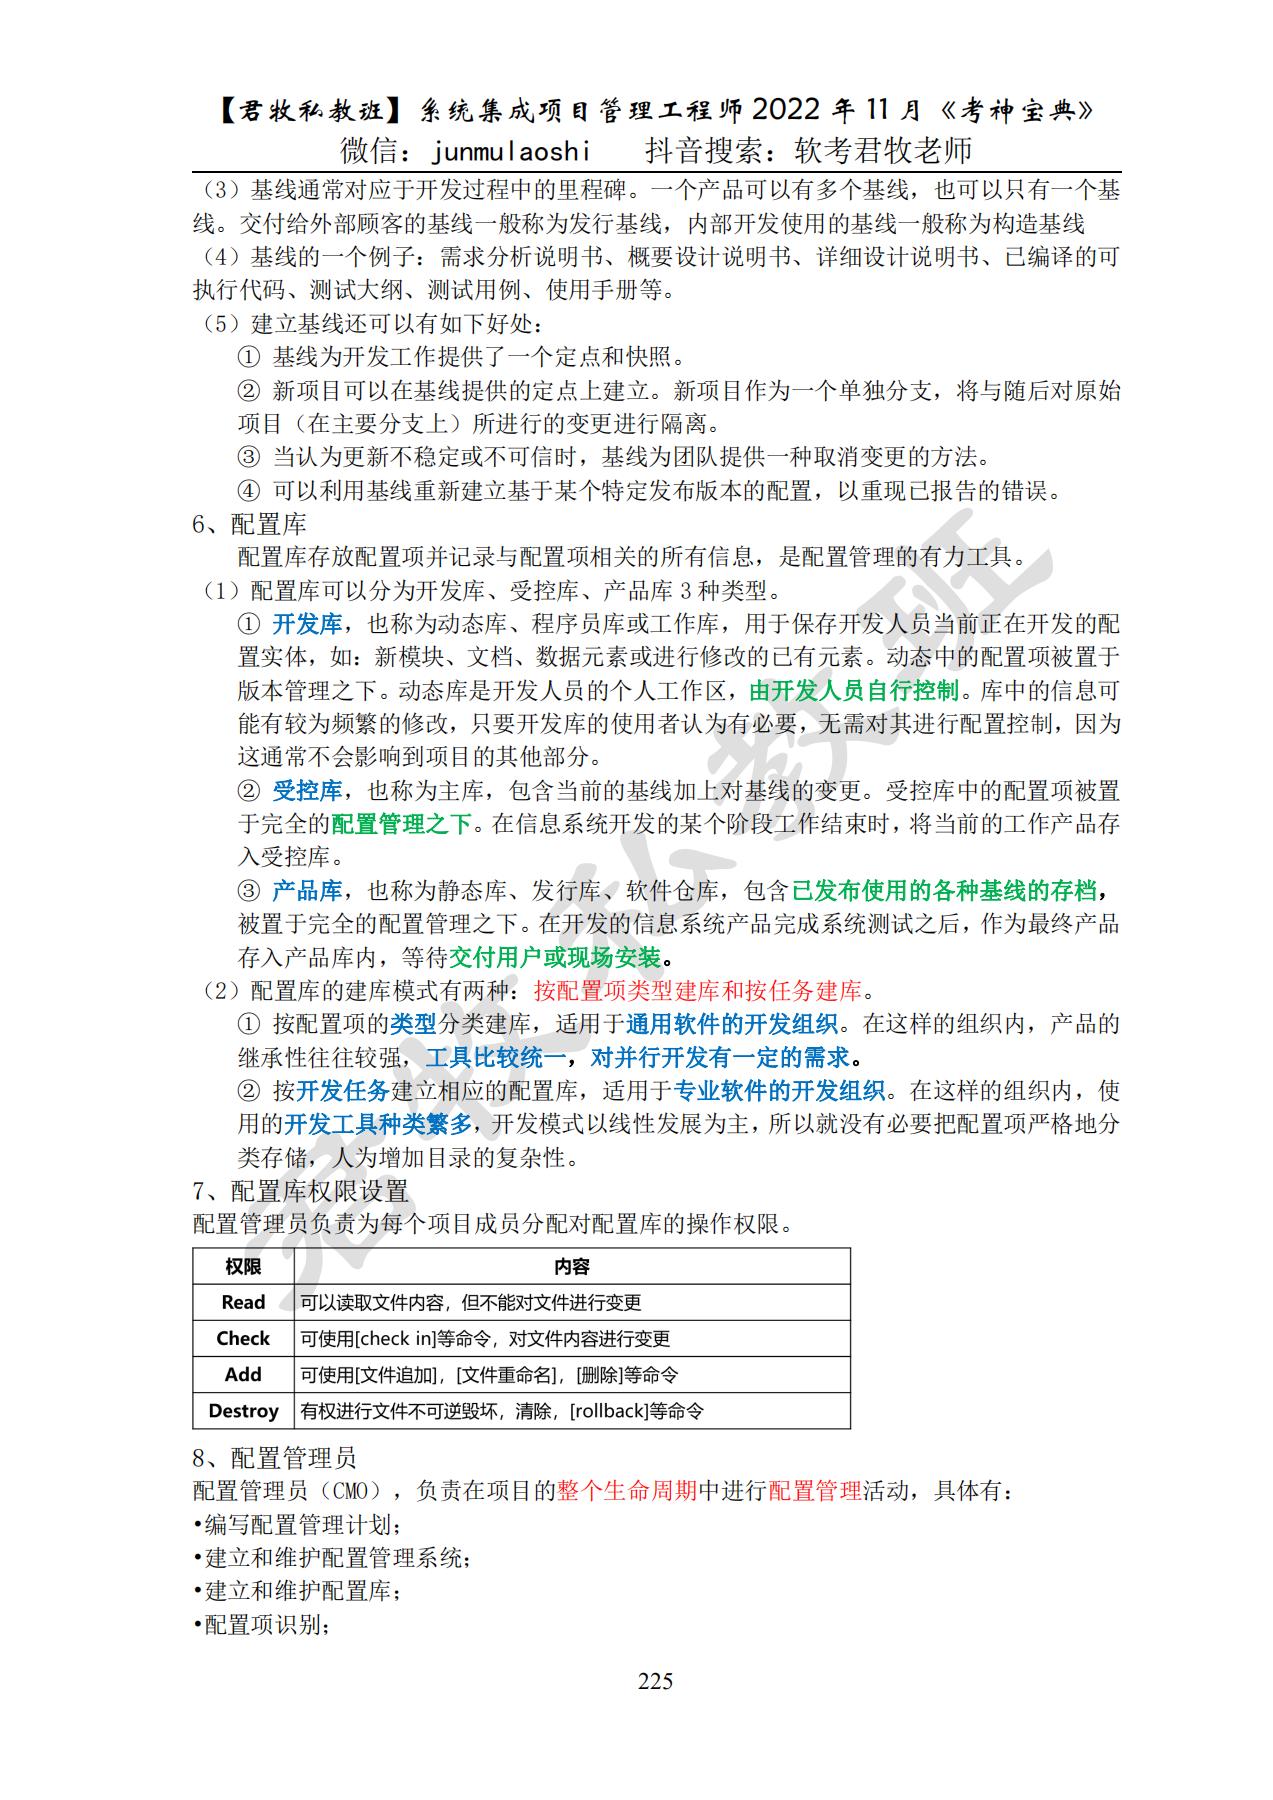 【君牧私教班】系统集成项目管理工程师 2022 年 11 月《考神宝典》
微信：junmulaoshi 抖音搜索：软考君牧老师
（3）基线通常对应于开发过程中的里程碑。一个产品可以有多个基线，也可以只有一个基
线。交付给外部顾客的基线一般称为发行基线，内部开发使用的基线一般称为构造基线
（4）基线的一个例子：需求分析说明书、概要设计说明书、详细设计说明书、已编译的可
执行代码、测试大纲、测试用例、使用手册等。
（5）建立基线还可以有如下好处：
① 基线为开发工作提供了一个定点和快照。
② 新项目可以在基线提供的定点上建立。新项目作为一个单独分支，将与随后对原始
项目（在主要分支上）所进行的变更进行隔离。
③ 当认为更新不稳定或不可信时，基线为团队提供一种取消变更的方法。
④ 可以利用基线重新建立基于某个特定发布版本的配置，以重现已报告的错误。
6、配置库
配置库存放配置项并记录与配置项相关的所有信息，是配置管理的有力工具。
（1）配置库可以分为开发库、受控库、产品库 3 种类型。
① 开发库，也称为动态库、程序员库或工作库，用于保存开发人员当前正在开发的配
置实体，如：新模块、文档、数据元素或进行修改的已有元素。动态中的配置项被置于
版本管理之下。动态库是开发人员的个人工作区，由开发人员自行控制。库中的信息可
能有较为频繁的修改，只要开发库的使用者认为有必要，无需对其进行配置控制，因为
这通常不会影响到项目的其他部分。
② 受控库，也称为主库，包含当前的基线加上对基线的变更。受控库中的配置项被置
于完全的配置管理之下。在信息系统开发的某个阶段工作结束时，将当前的工作产品存
入受控库。
③ 产品库，也称为静态库、发行库、软件仓库，包含已发布使用的各种基线的存档，
被置于完全的配置管理之下。在开发的信息系统产品完成系统测试之后，作为最终产品
存入产品库内，等待交付用户或现场安装。
（2）配置库的建库模式有两种：按配置项类型建库和按任务建库。
① 按配置项的类型分类建库，适用于通用软件的开发组织。在这样的组织内，产品的
继承性往往较强，工具比较统一，对并行开发有一定的需求。
② 按开发任务建立相应的配置库，适用于专业软件的开发组织。在这样的组织内，使
用的开发工具种类繁多，开发模式以线性发展为主，所以就没有必要把配置项严格地分
类存储，人为增加目录的复杂性。
7、配置库权限设置
配置管理员负责为每个项目成员分配对配置库的操作权限。
权限 内容
Read 可以读取文件内容，但不能对文件进行变更
Check 可使用[check in]等命令，对文件内容进行变更
Add 可使用[文件追加]，[文件重命名]，[删除]等命令
Destroy 有权进行文件不可逆毁坏，清除，[rollback]等命令
8、配置管理员
配置管理员（CMO），负责在项目的整个生命周期中进行配置管理活动，具体有：
•编写配置管理计划；
•建立和维护配置管理系统；
•建立和维护配置库；
•配置项识别；
225
君牧私教班